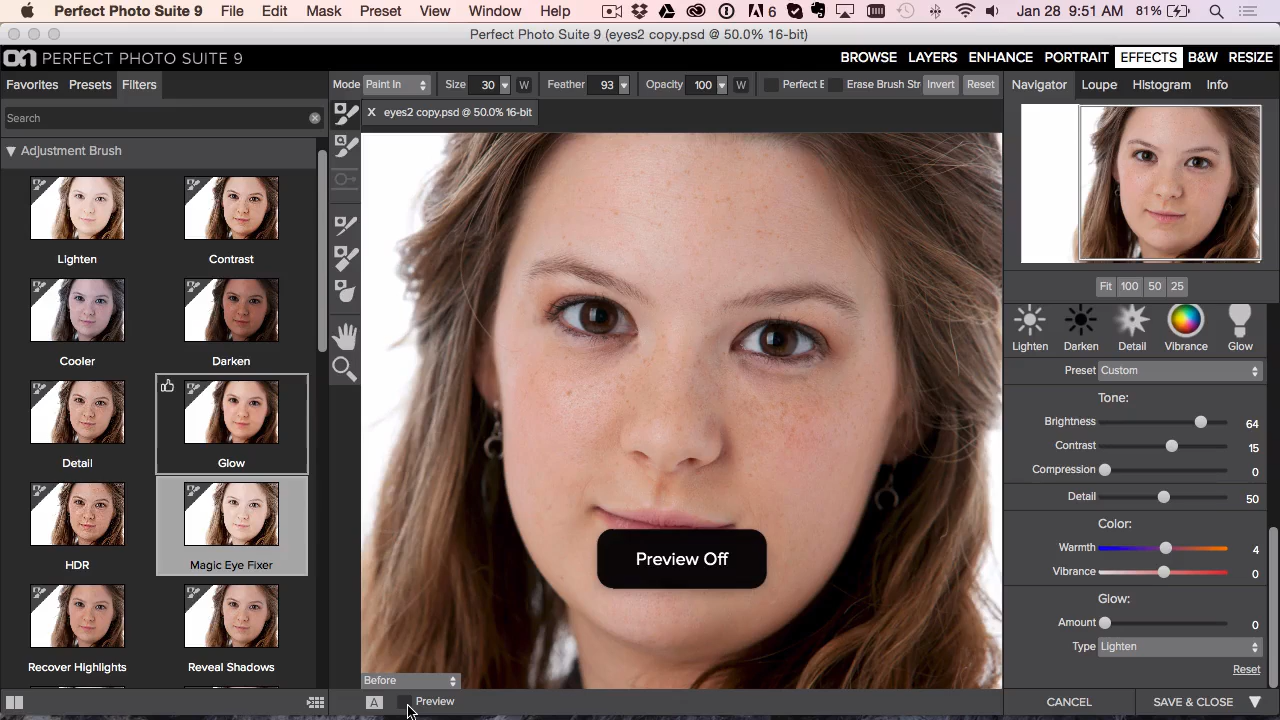 Perfect Photo Suite 9 File Edit Mask Preset View Window Help 6 Jan 28 9:51 AM 81%
Perfect Photo Suite 9 (eyes2 copy.psd @ 50.0% 16-bit)
on PERFECT PHOTO SUITE 9 BROWSE LAYERS ENHANCE PORTRAIT EFFECTS B&W RESIZE
Favorites Presets Filters
Mode Paint In Size 30 W Feather 93 Opacity 100 W Perfect E Erase Brush Str Invert Reset
Navigator Loupe Histogram Info
Search
X eyes2 copy.psd @ 50.0% 16-bit
Adjustment Brush
Lighten Contrast
Cooler Darken
Detail Glow
HDR Magic Eye Fixer
Recover Highlights Reveal Shadows
Preview Off
Before
A Preview
Fit 100 50 25
Lighten Darken Detail Vibrance Glow
Preset Custom
Tone:
Brightness 64
Contrast 15
Compression 0
Detail 50
Color:
Warmth 4
Vibrance 0
Glow:
Amount 0
Type Lighten
Reset
CANCEL SAVE & CLOSE